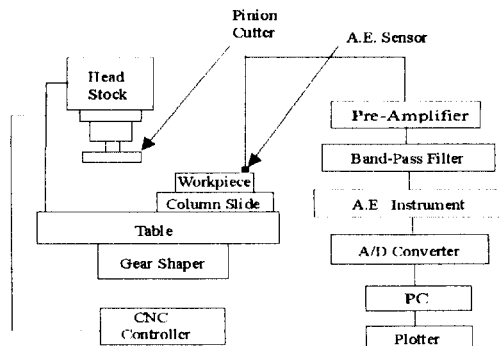 Pinion
Cutter
A.E. Sensor
Head
Stock
Pre-Amplifier
Band-Pass Filter
Workpiece
Column Slide
A.E Instrument
Table
A/D Converter
Gear Shaper
PC
CNC
Controller
Plotter